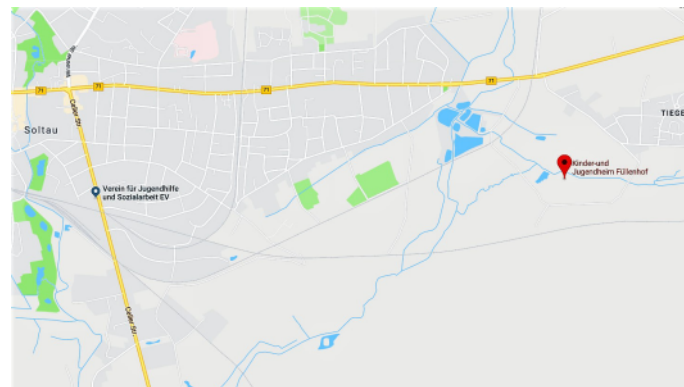 71
71
71
71
71
Celler Str.
Soltau
TIEGE
Kinder-und
Jugendheim Füllenhof
Verein für Jugendhilfe
und Sozialarbeit EV
Celler Str.